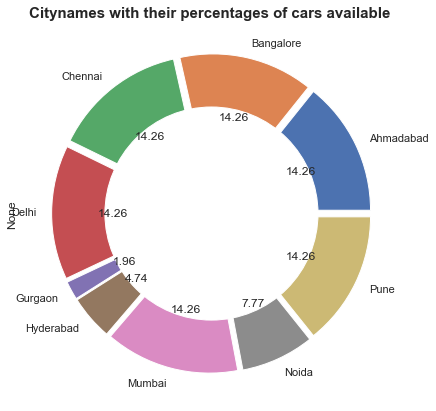 Citynames with their percentages of cars available
Bangalore
Chennai
14.26
14.26
Ahmadabad
14.26
None
Delhi
14.26
14.26
Pune
1.96
4.74
Gurgaon
14.26
7.77
Hyderabad
Noida
Mumbai